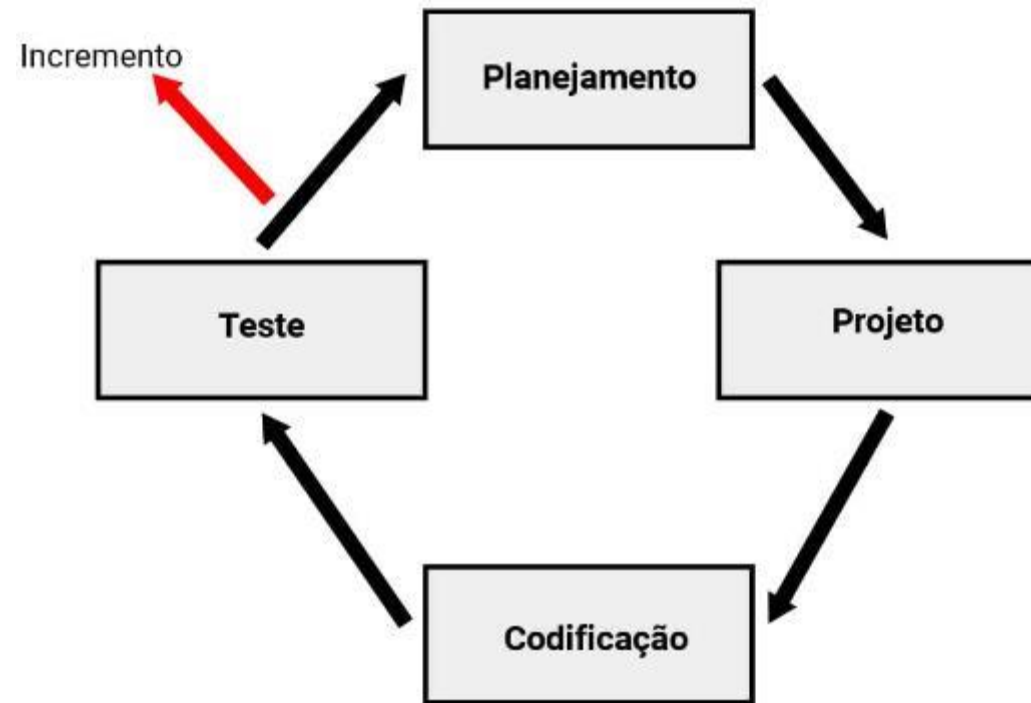 Incremento
Planejamento
Teste
Projeto
Codificação